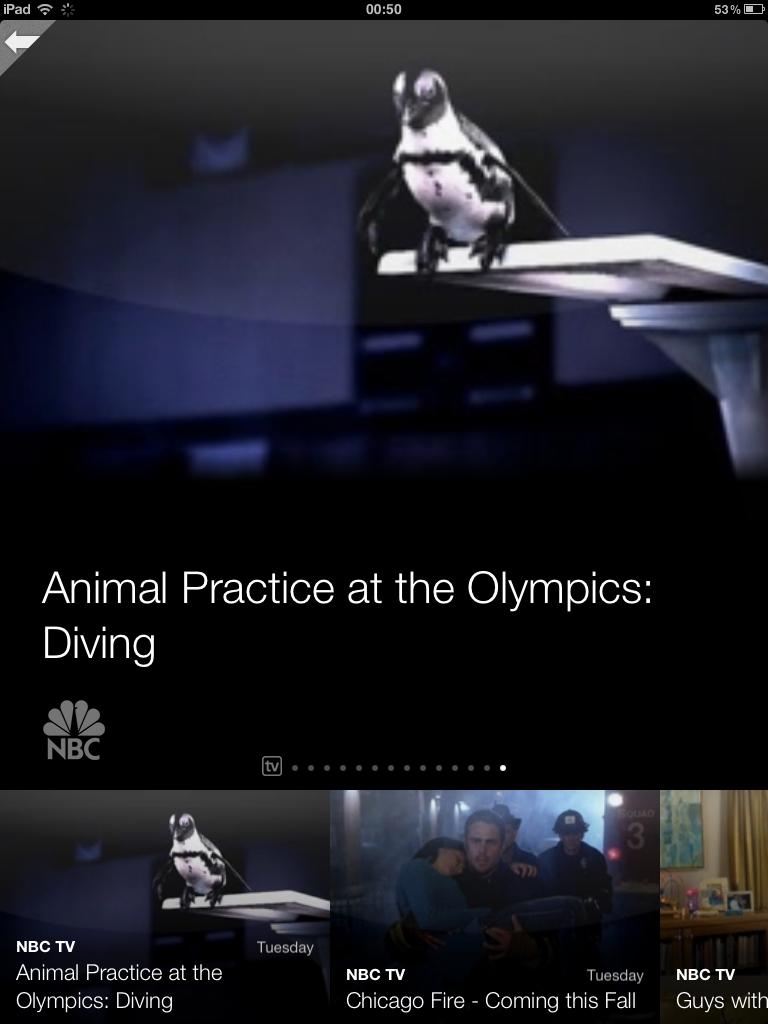 iPad 00:50 53%
Animal Practice at the Olympics:
Diving
NBC
tv
NBC TV Tuesday
Animal Practice at the
Olympics: Diving
SQUAD
3
NBC TV Tuesday
Chicago Fire - Coming this Fall
NBC TV
Guys with